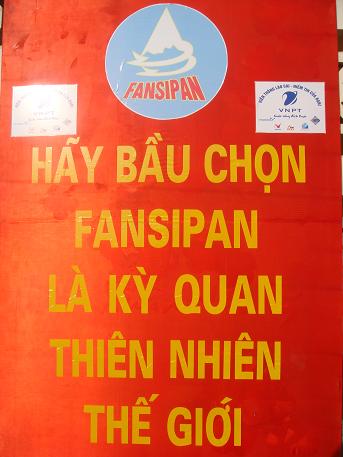 FANSIPAN
VNPT
VNPT
HÃY BẦU CHỌN
FANSIPAN
LÀ KỲ QUAN
THIÊN NHIÊN
THẾ GIỚI